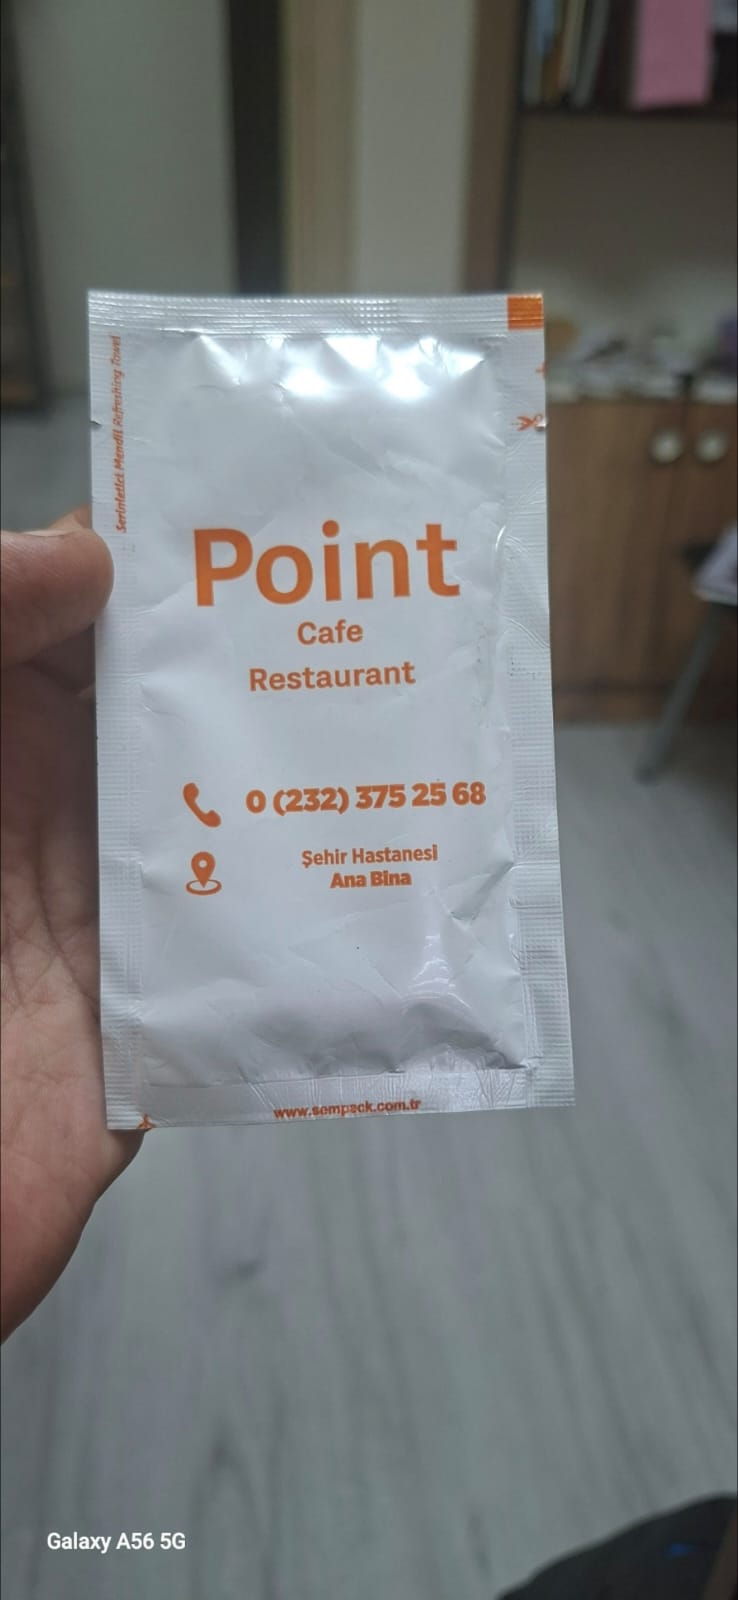 Serinletici Mendil Refreshing Towel
Point
Cafe
Restaurant
0 (232) 375 25 68
Şehir Hastanesi
Ana Bina
www.sempack.com.tr
Galaxy A56 5G